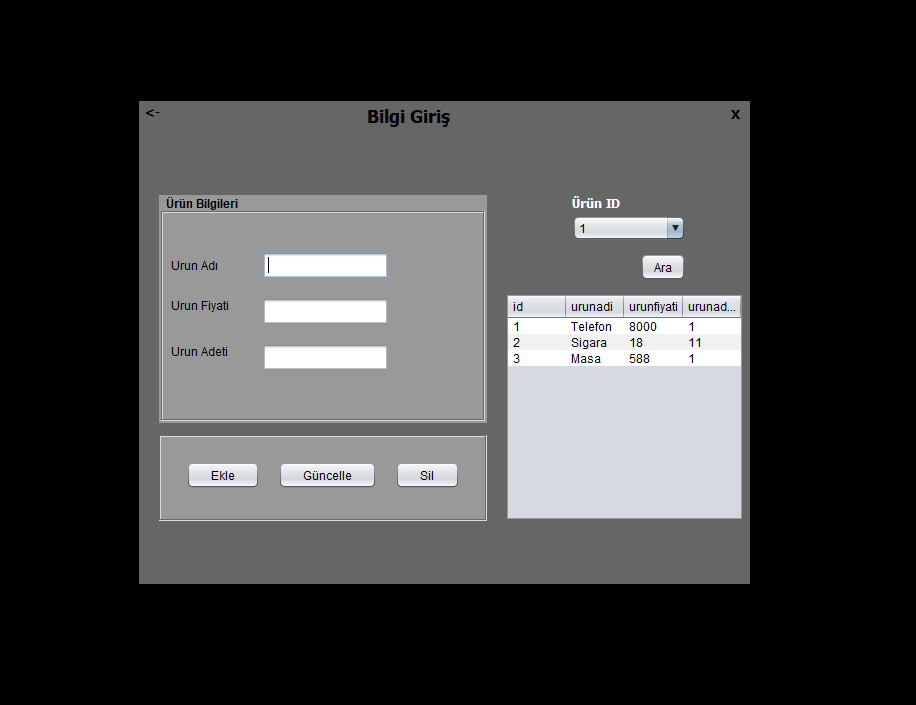 <-
Bilgi Giriş
X
Ürün Bilgileri
Urun Adı
Urun Fiyati
Urun Adeti
Ekle
Güncelle
Sil
Ürün ID
1
Ara
id urunadi urunfiyati urunad...
1 Telefon 8000 1
2 Sigara 18 11
3 Masa 588 1